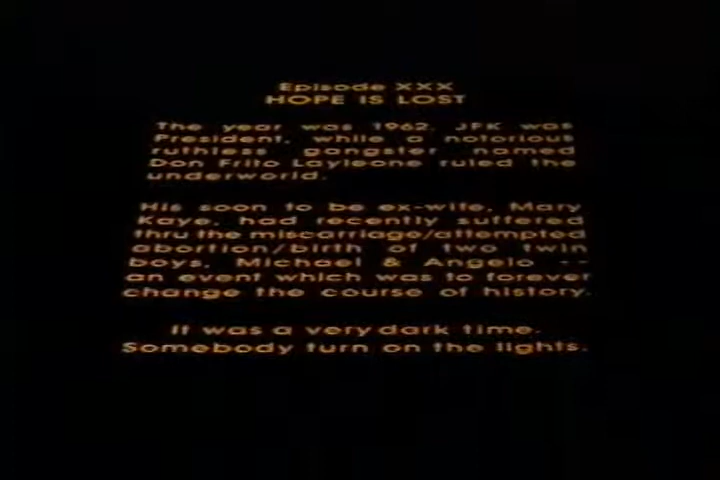 Episode XXX
HOPE IS LOST
The year was 1962. JFK was
President, while a notorious
ruthless gangster named
Don Frito Layleone ruled the
underworld.
His soon to be ex-wife, Mary
Kaye, had recently suffered
thru the miscarriage/attempted
abortion/birth of two twin
boys, Michael & Angelo --
an event which was to forever
change the course of history.
It was a very dark time.
Somebody turn on the lights.